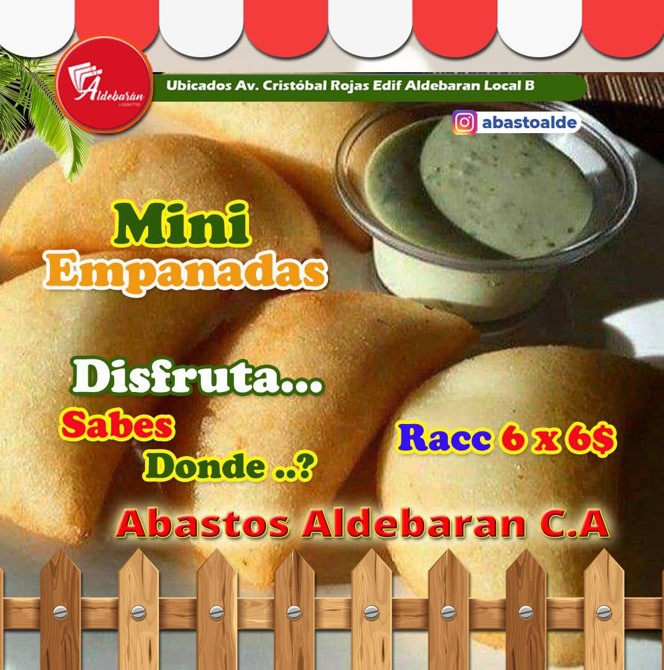 Aldebarán
Ubicados Av. Cristóbal Rojas Edif Aldebaran Local B
abastoalde
Mini
Empanadas
Disfruta...
Sabes
Donde ..?
Racc 6 x 6$
Abastos Aldebaran C.A